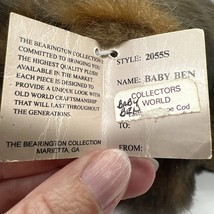 THE BEARINGTON COLLECTION
COMMITTED TO BRINGING YOU
THE HIGHEST QUALITY PLUSH
AVAILABLE IN THE MARKET
EACH PIECE IS DESIGNED TO
PROVIDE A UNIQUE LOOK WITH
OLD WORLD CRAFTSMANSHIP
THAT WILL LAST THROUGHOUT
THE GENERATIONS.
THE BEARINGTON COLLECTION
MARIETTA, GA
STYLE: 2055S
NAME: BABY BEN
COLLECTORS
WORLD
Cod
BABY
BEN
TO:
FROM: